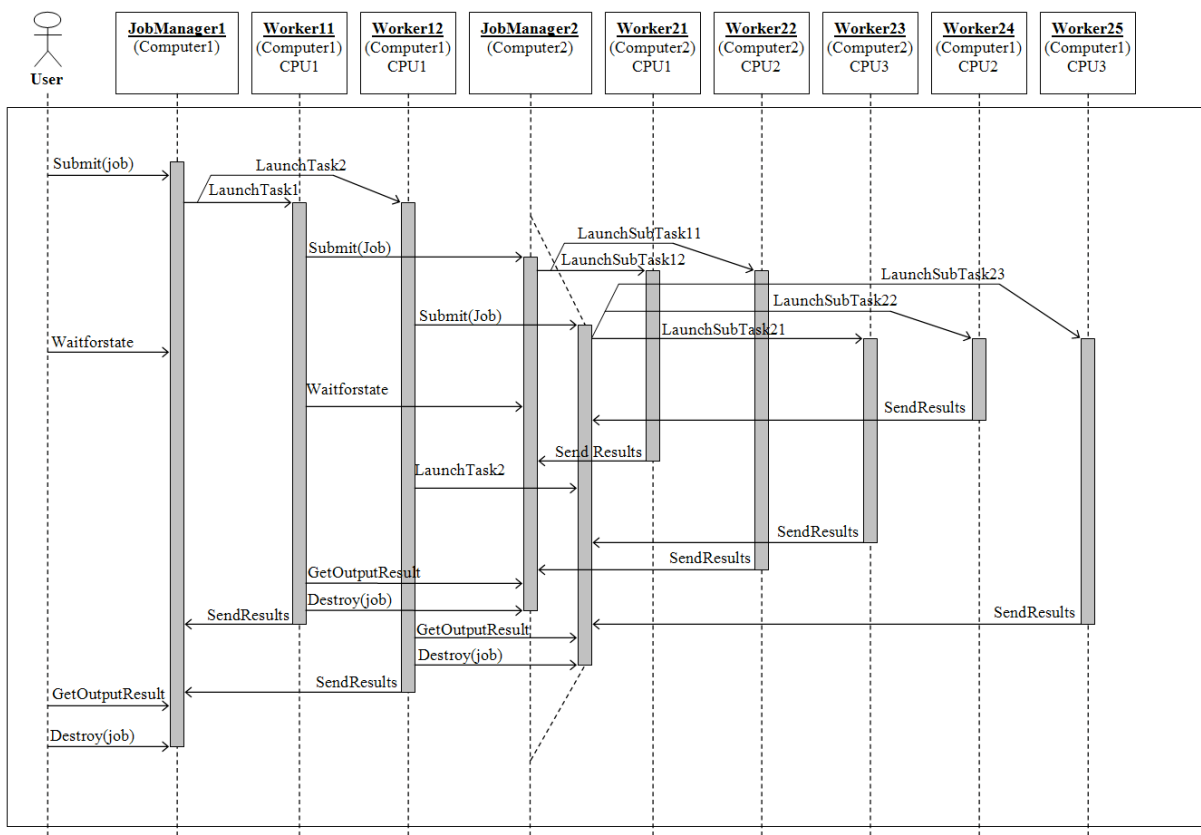 User
JobManager1
(Computer1)
Worker11
(Computer1)
CPU1
Worker12
(Computer1)
CPU1
JobManager2
(Computer2)
Worker21
(Computer2)
CPU1
Worker22
(Computer2)
CPU2
Worker23
(Computer2)
CPU3
Worker24
(Computer1)
CPU2
Worker25
(Computer1)
CPU3
Submit(job)
LaunchTask2
LaunchTask1
LaunchSubTask11
Submit(Job)
LaunchSubTask12
LaunchSubTask23
LaunchSubTask22
Submit(Job)
LaunchSubTask21
Waitforstate
Waitforstate
SendResults
Send Results
LaunchTask2
SendResults
SendResults
GetOutputResult
Destroy(job)
SendResults
SendResults
GetOutputResult
Destroy(job)
SendResults
GetOutputResult
Destroy(job)